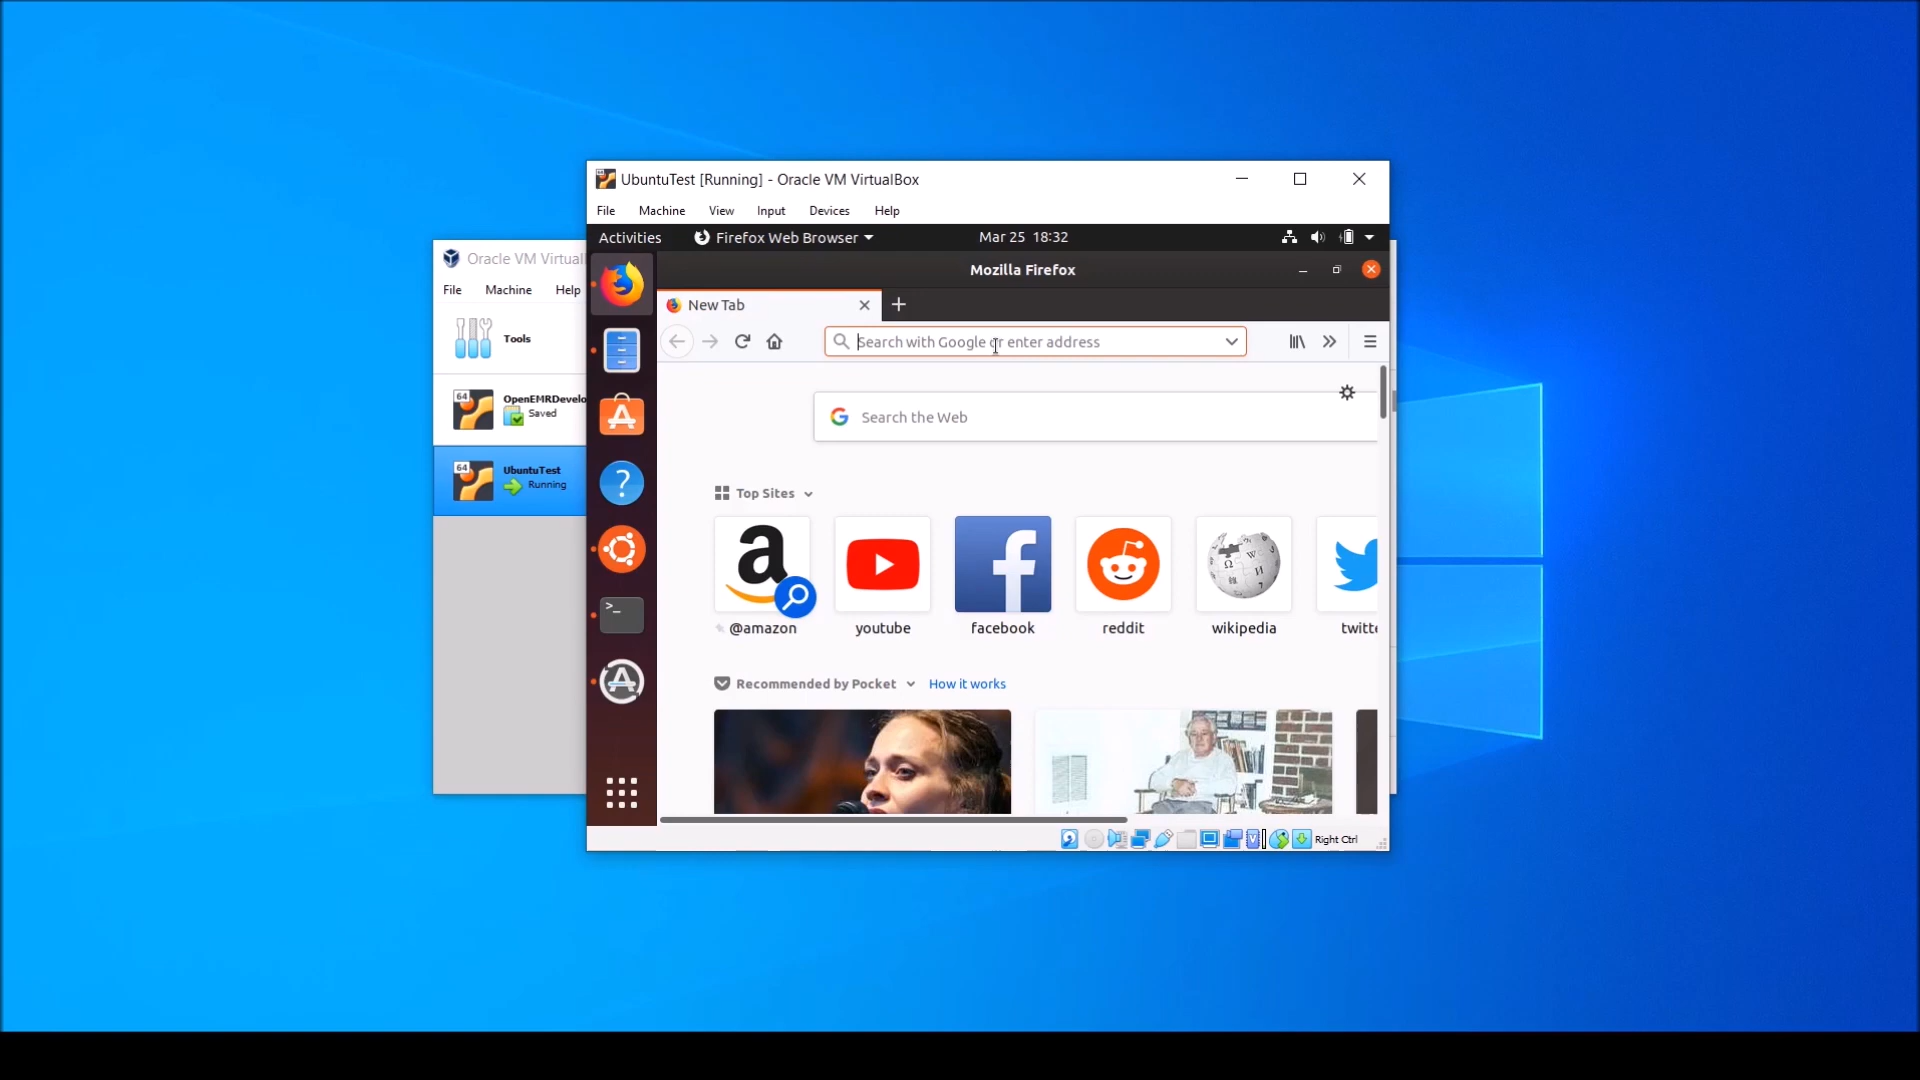 UbuntuTest [Running] - Oracle VM VirtualBox
File Machine View Input Devices Help
Activities Firefox Web Browser Mar 25 18:32
Mozilla Firefox
New Tab
Search with Google or enter address
Search the Web
Top Sites
@amazon youtube facebook reddit wikipedia twitte
Recommended by Pocket How it works
Right Ctrl
Oracle VM Virtual
File Machine Help
Tools
64
OpenEMRDevelo
Saved
64
UbuntuTest
Running